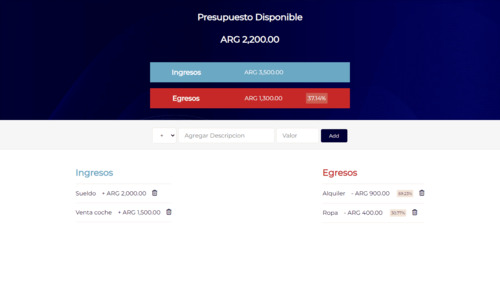 Presupuesto Disponible
ARG 2,200.00
Ingresos ARG 3,500.00
Egresos ARG 1,300.00 37.14%
+ Agregar Descripcion Valor Add
Ingresos
Sueldo + ARG 2,000.00
Venta coche + ARG 1,500.00
Egresos
Alquiler - ARG 900.00 69.23%
Ropa - ARG 400.00 30.77%